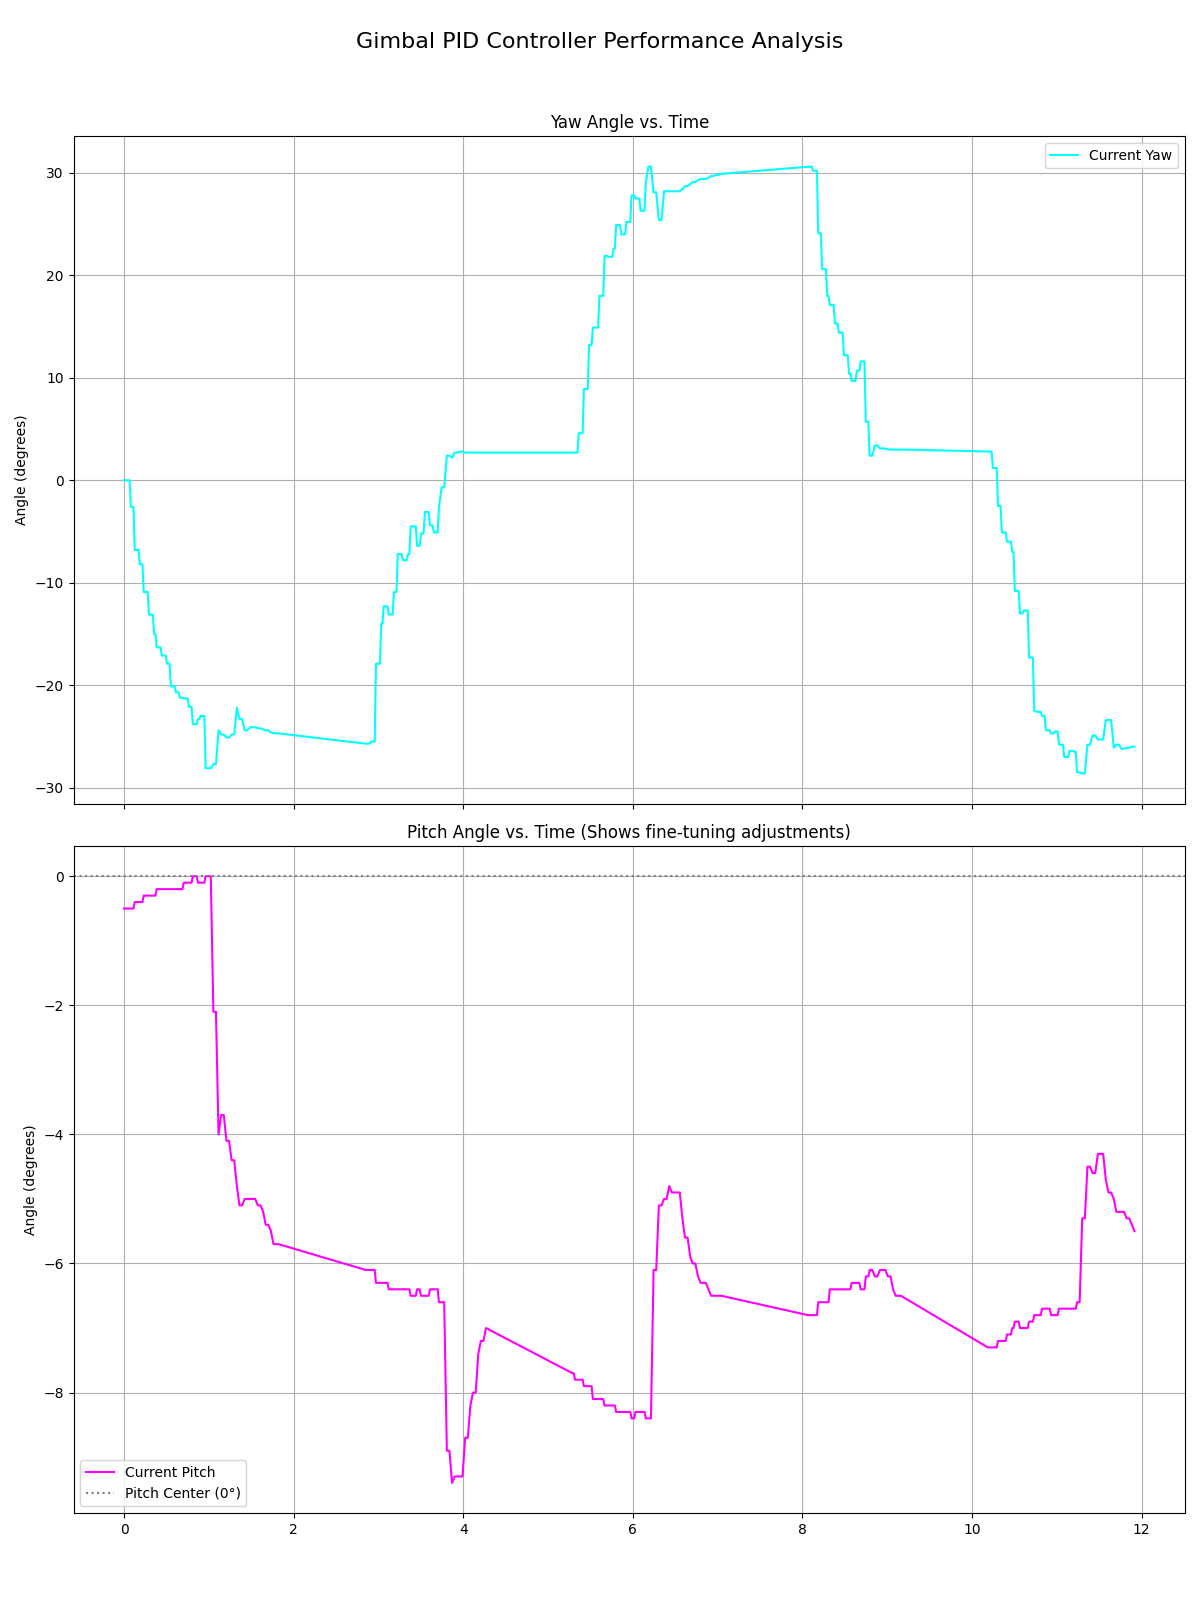 Gimbal PID Controller Performance Analysis
Yaw Angle vs. Time
Current Yaw
30
20
10
0
−10
−20
−30
Angle (degrees)
Pitch Angle vs. Time (Shows fine-tuning adjustments)
0
−2
−4
−6
−8
Angle (degrees)
Current Pitch
Pitch Center (0°)
0 2 4 6 8 10 12